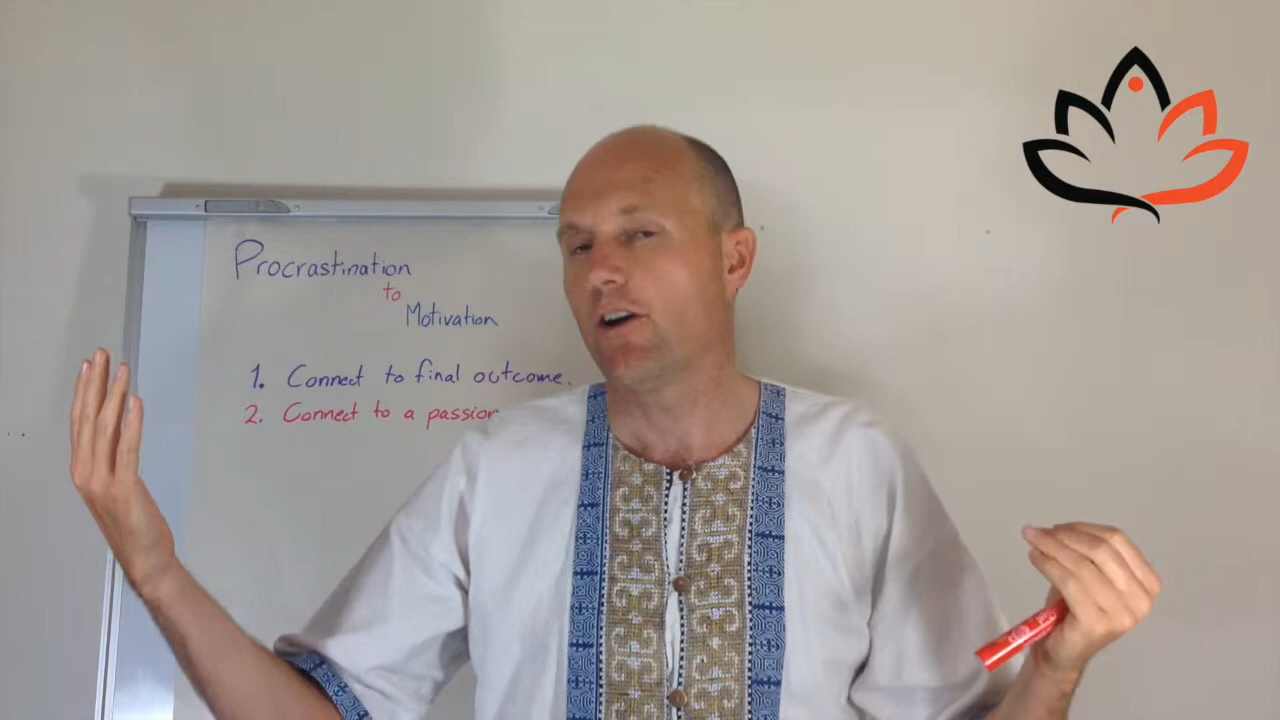 Procrastination
to
Motivation
1. Connect to final outcome.
2. Connect to a passion